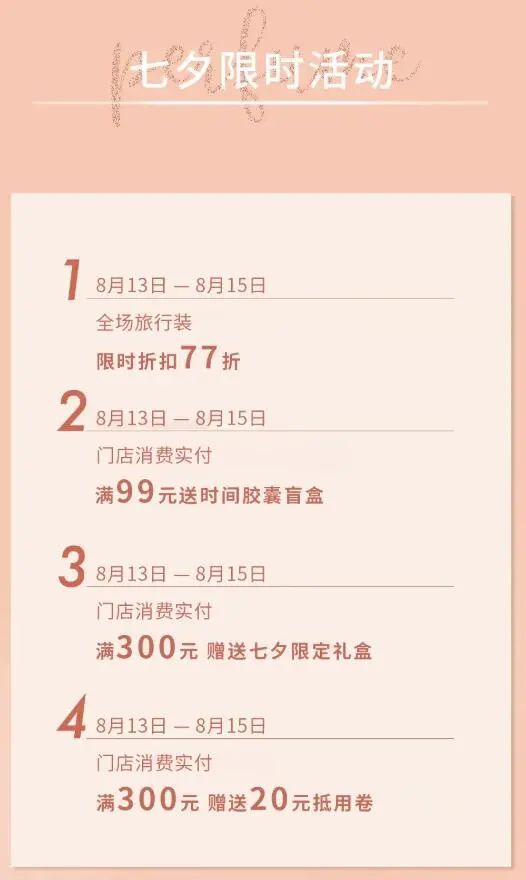 perfume
七夕限时活动
1
8月13日 — 8月15日
全场旅行装
限时折扣77折
2
8月13日 — 8月15日
门店消费实付
满99元送时间胶囊盲盒
3
8月13日 — 8月15日
门店消费实付
满300元 赠送七夕限定礼盒
4
8月13日 — 8月15日
门店消费实付
满300元 赠送20元抵用卷